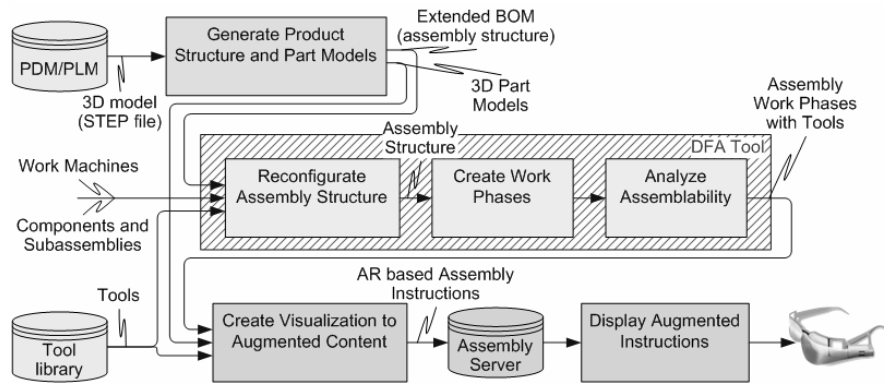 Generate Product
Structure and Part Models
Extended BOM
(assembly structure)
PDM/PLM
3D model
(STEP file)
3D Part
Models
Assembly
Work Phases
with Tools
Assembly
Structure
DFA Tool
Work Machines
Components and
Subassemblies
Reconfigurate
Assembly Structure
Create Work
Phases
Analyze
Assemblability
Tools
Tool
library
AR based Assembly
Instructions
Create Visualization to
Augmented Content
Assembly
Server
Display Augmented
Instructions